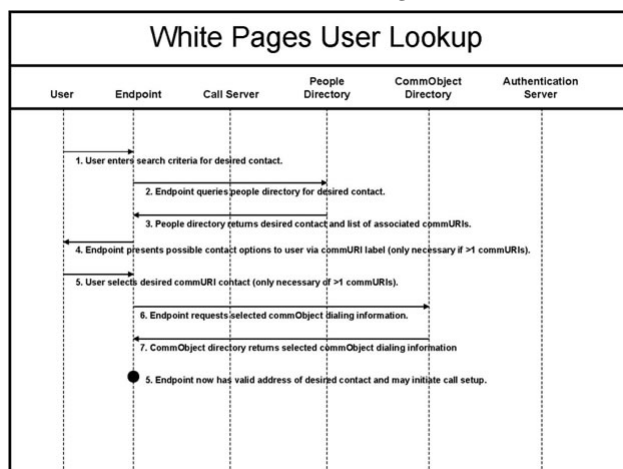 White Pages User Lookup
User
Endpoint
Call Server
People
Directory
CommObject
Directory
Authentication
Server
1. User enters search criteria for desired contact.
2. Endpoint queries people directory for desired contact.
3. People directory returns desired contact and list of associated commURIs.
4. Endpoint presents possible contact options to user via commURI label (only necessary if >1 commURIs).
5. User selects desired commURI contact (only necessary of >1 commURIs).
6. Endpoint requests selected commObject dialing information.
7. CommObject directory returns selected commObject dialing information
5. Endpoint now has valid address of desired contact and may initiate call setup.